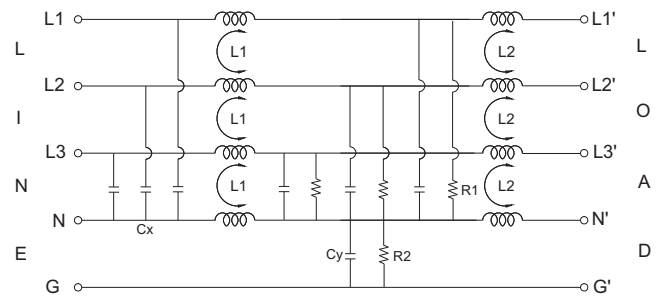 L1 L1'
L L1 L2 L
L2 L2'
I L1 L2 O
L3 L3'
N L1 L2 R1 A
N Cx N'
E Cy R2 D
G G'